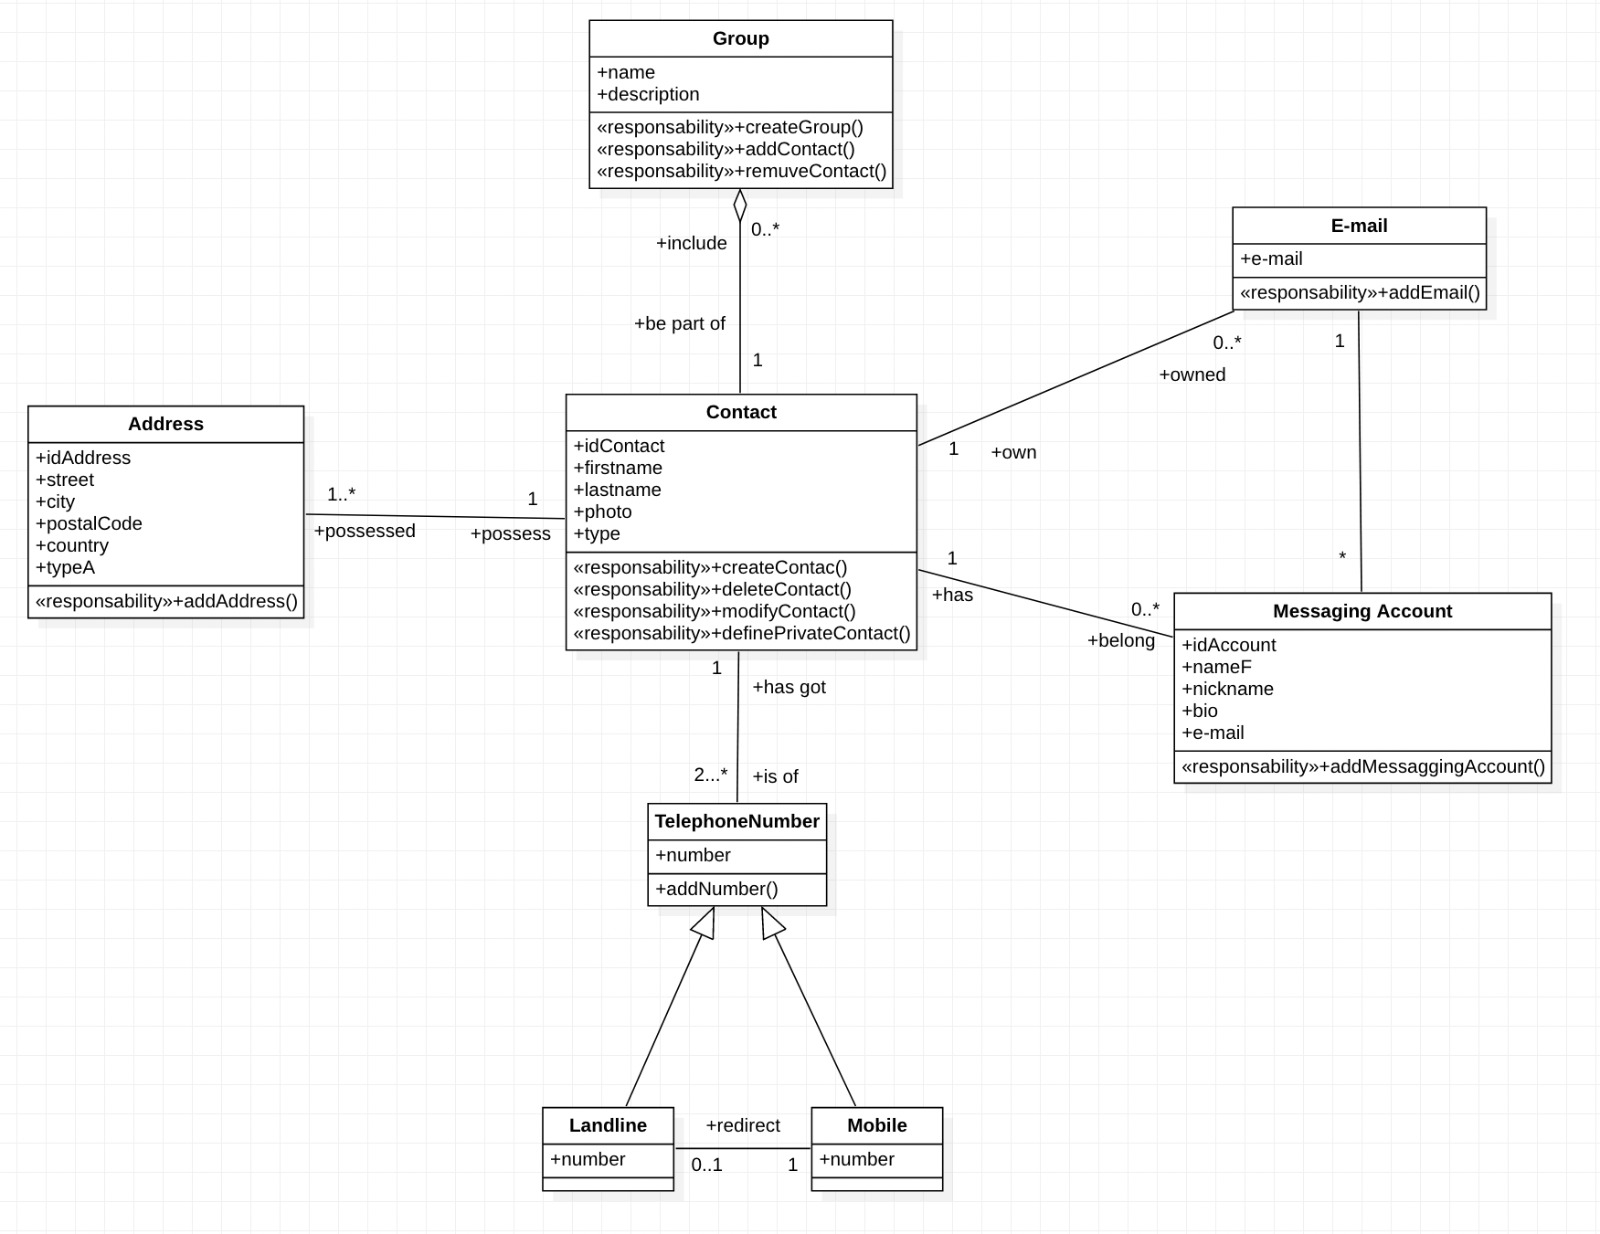 Group
+name
+description
«responsability»+createGroup()
«responsability»+addContact()
«responsability»+remuveContact()
0..*
+include
+be part of
1
E-mail
+e-mail
«responsability»+addEmail()
0..*
+owned
1
1
+own
*
Address
+idAddress
+street
+city
+postalCode
+country
+typeA
«responsability»+addAddress()
1..*
+possessed
1
+possess
Contact
+idContact
+firstname
+lastname
+photo
+type
«responsability»+createContac()
«responsability»+deleteContact()
«responsability»+modifyContact()
«responsability»+definePrivateContact()
1
+has
0..*
+belong
Messaging Account
+idAccount
+nameF
+nickname
+bio
+e-mail
«responsability»+addMessaggingAccount()
1
+has got
2...*
+is of
TelephoneNumber
+number
+addNumber()
Landline
+number
+redirect
0..1
1
Mobile
+number